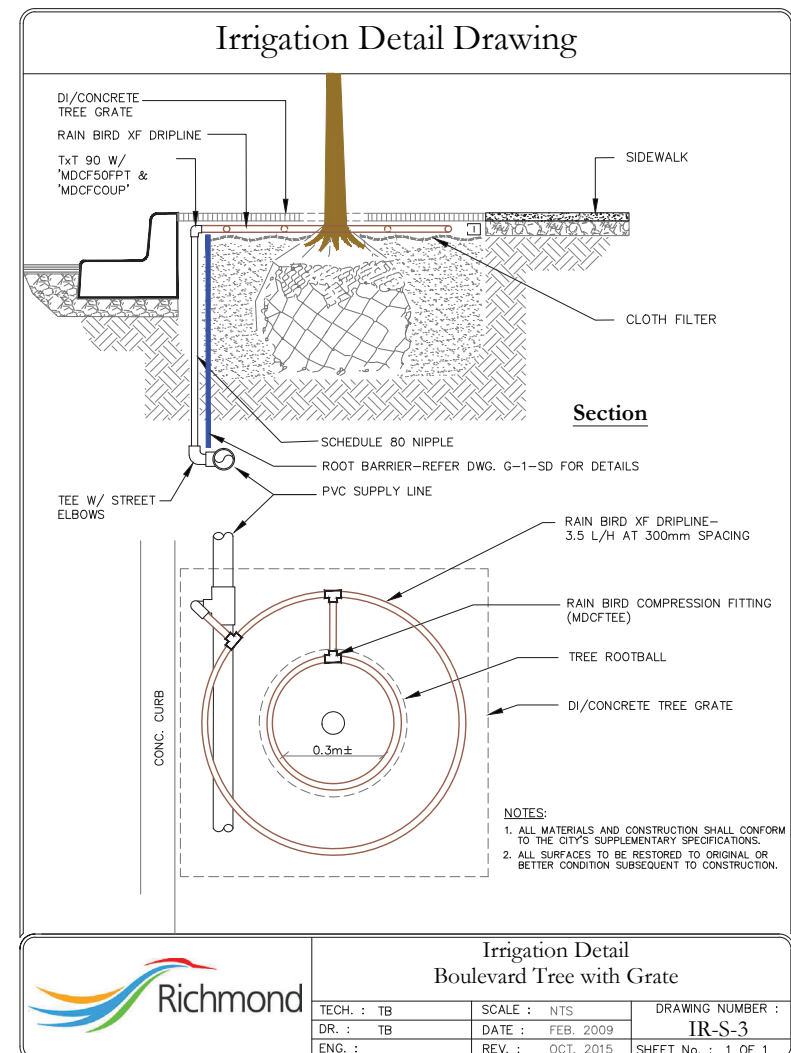 Irrigation Detail Drawing
DI/CONCRETE
TREE GRATE
RAIN BIRD XF DRIPLINE
TxT 90 W/
'MDCF50FPT &
'MDCFCOUP'
SIDEWALK
CLOTH FILTER
Section
SCHEDULE 80 NIPPLE
ROOT BARRIER-REFER DWG. G-1-SD FOR DETAILS
PVC SUPPLY LINE
TEE W/ STREET
ELBOWS
RAIN BIRD XF DRIPLINE-
3.5 L/H AT 300mm SPACING
RAIN BIRD COMPRESSION FITTING
(MDCFTEE)
TREE ROOTBALL
DI/CONCRETE TREE GRATE
CONC. CURB
0.3m±
NOTES:
1. ALL MATERIALS AND CONSTRUCTION SHALL CONFORM
TO THE CITY'S SUPPLEMENTARY SPECIFICATIONS.
2. ALL SURFACES TO BE RESTORED TO ORIGINAL OR
BETTER CONDITION SUBSEQUENT TO CONSTRUCTION.
Richmond
Irrigation Detail
Boulevard Tree with Grate
TECH. : TB
SCALE : NTS
DRAWING NUMBER :
DR. : TB
DATE : FEB. 2009
IR-S-3
ENG. :
REV. : OCT. 2015
SHEET No. : 1 OF 1